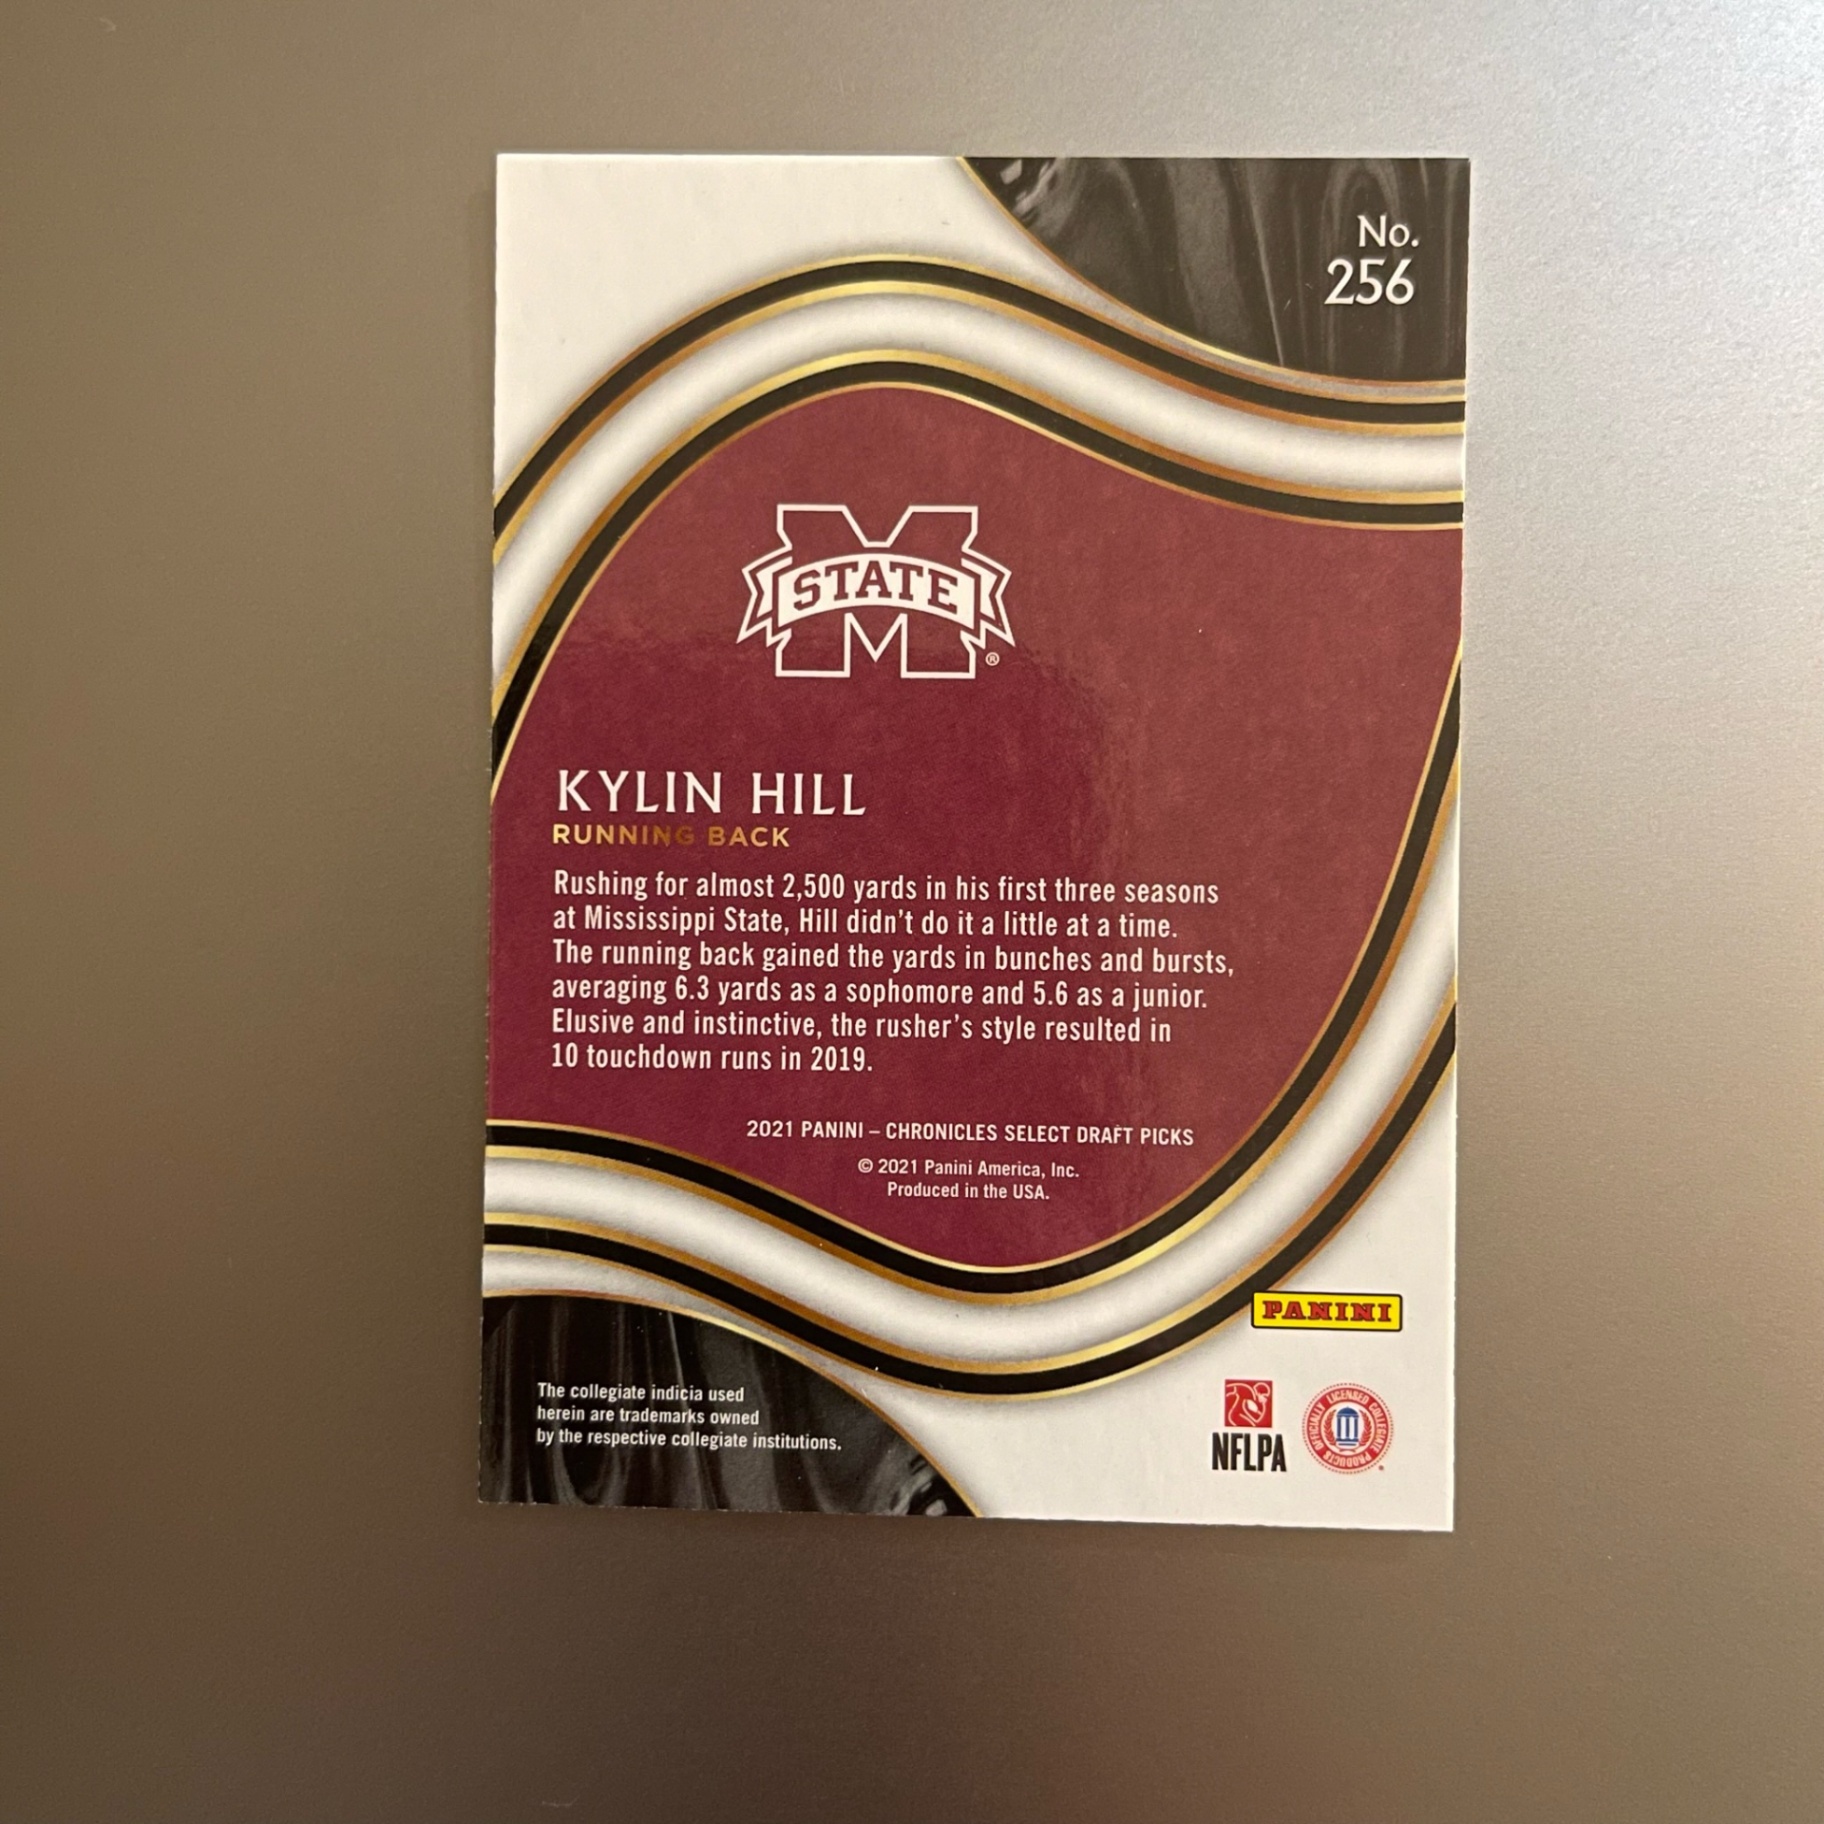 No.
256
STATE
®
KYLIN HILL
RUNNING BACK
Rushing for almost 2,500 yards in his first three seasons
at Mississippi State, Hill didn't do it a little at a time.
The running back gained the yards in bunches and bursts,
averaging 6.3 yards as a sophomore and 5.6 as a junior.
Elusive and instinctive, the rusher's style resulted in
10 touchdown runs in 2019.
2021 PANINI – CHRONICLES SELECT DRAFT PICKS
© 2021 Panini America, Inc.
Produced in the USA.
PANINI
The collegiate indicia used
herein are trademarks owned
by the respective collegiate institutions.
NFLPA
OFFICIALLY LICENSED COLLEGIATE PRODUCTS